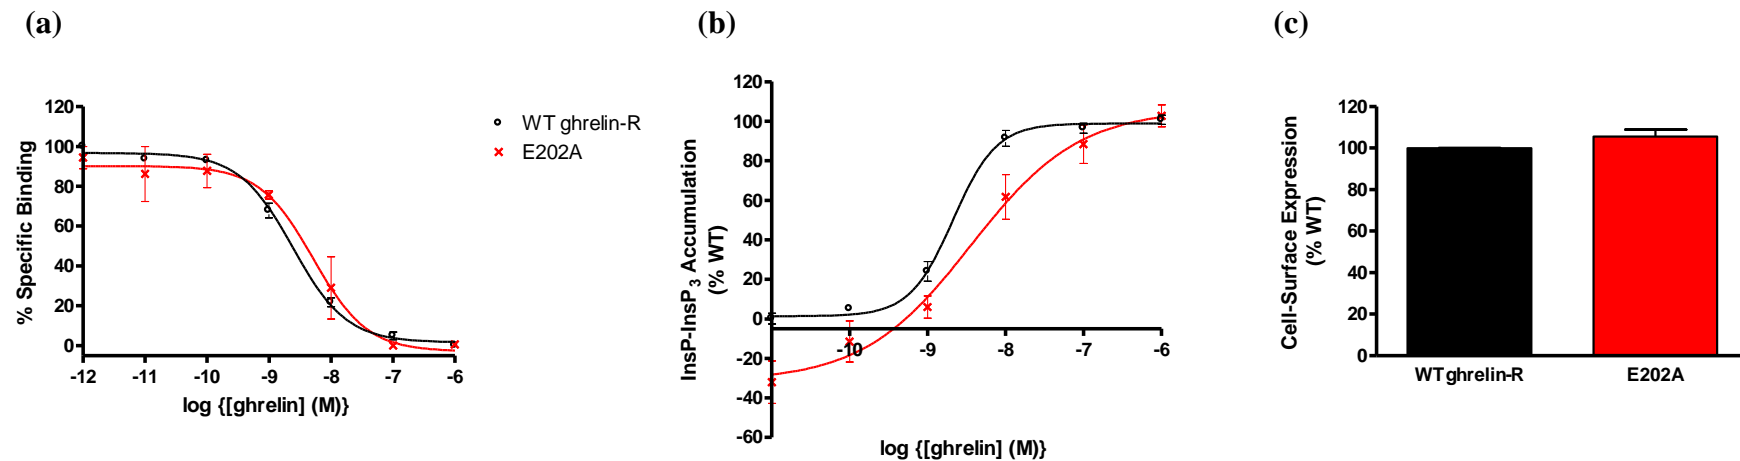 (a)
(b)
(c)
% Specific Binding
120
100
80
60
40
20
0
-12
-11
-10
-9
-8
-7
-6
log {[ghrelin] (M)}
WT ghrelin-R
E202A
InsP-InsP3 Accumulation
(% WT)
120
100
80
60
40
20
0
-20
-40
-60
-10
-9
-8
-7
-6
log {[ghrelin] (M)}
Cell-Surface Expression
(% WT)
120
100
80
60
40
20
0
WTghrelin-R
E202A